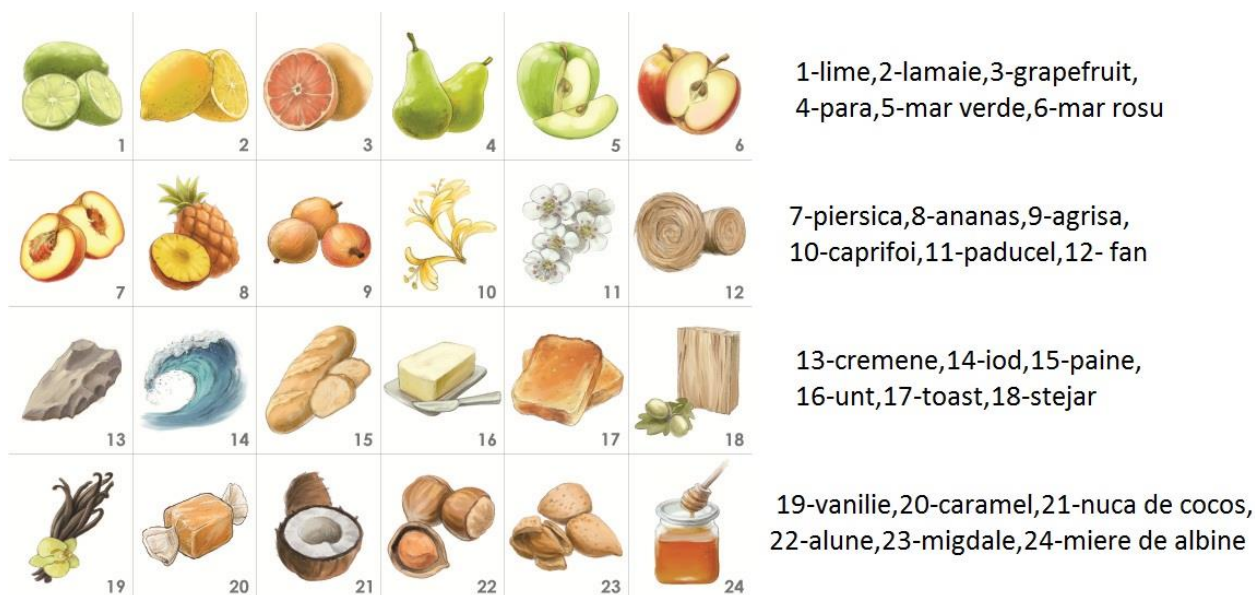 1 2 3 4 5 6
1-lime,2-lamaie,3-grapefruit,
4-para,5-mar verde,6-mar rosu
7 8 9 10 11 12
7-piersica,8-ananas,9-agrisa,
10-caprifoi,11-paducel,12- fan
13 14 15 16 17 18
13-cremene,14-iod,15-paine,
16-unt,17-toast,18-stejar
19 20 21 22 23 24
19-vanilie,20-caramel,21-nuca de cocos,
22-alune,23-migdale,24-miere de albine